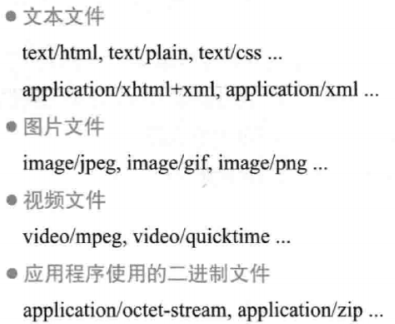 ● 文本文件
text/html, text/plain, text/css ...
application/xhtml+xml, application/xml ...
● 图片文件
image/jpeg, image/gif, image/png ...
● 视频文件
video/mpeg, video/quicktime ...
● 应用程序使用的二进制文件
application/octet-stream, application/zip ...